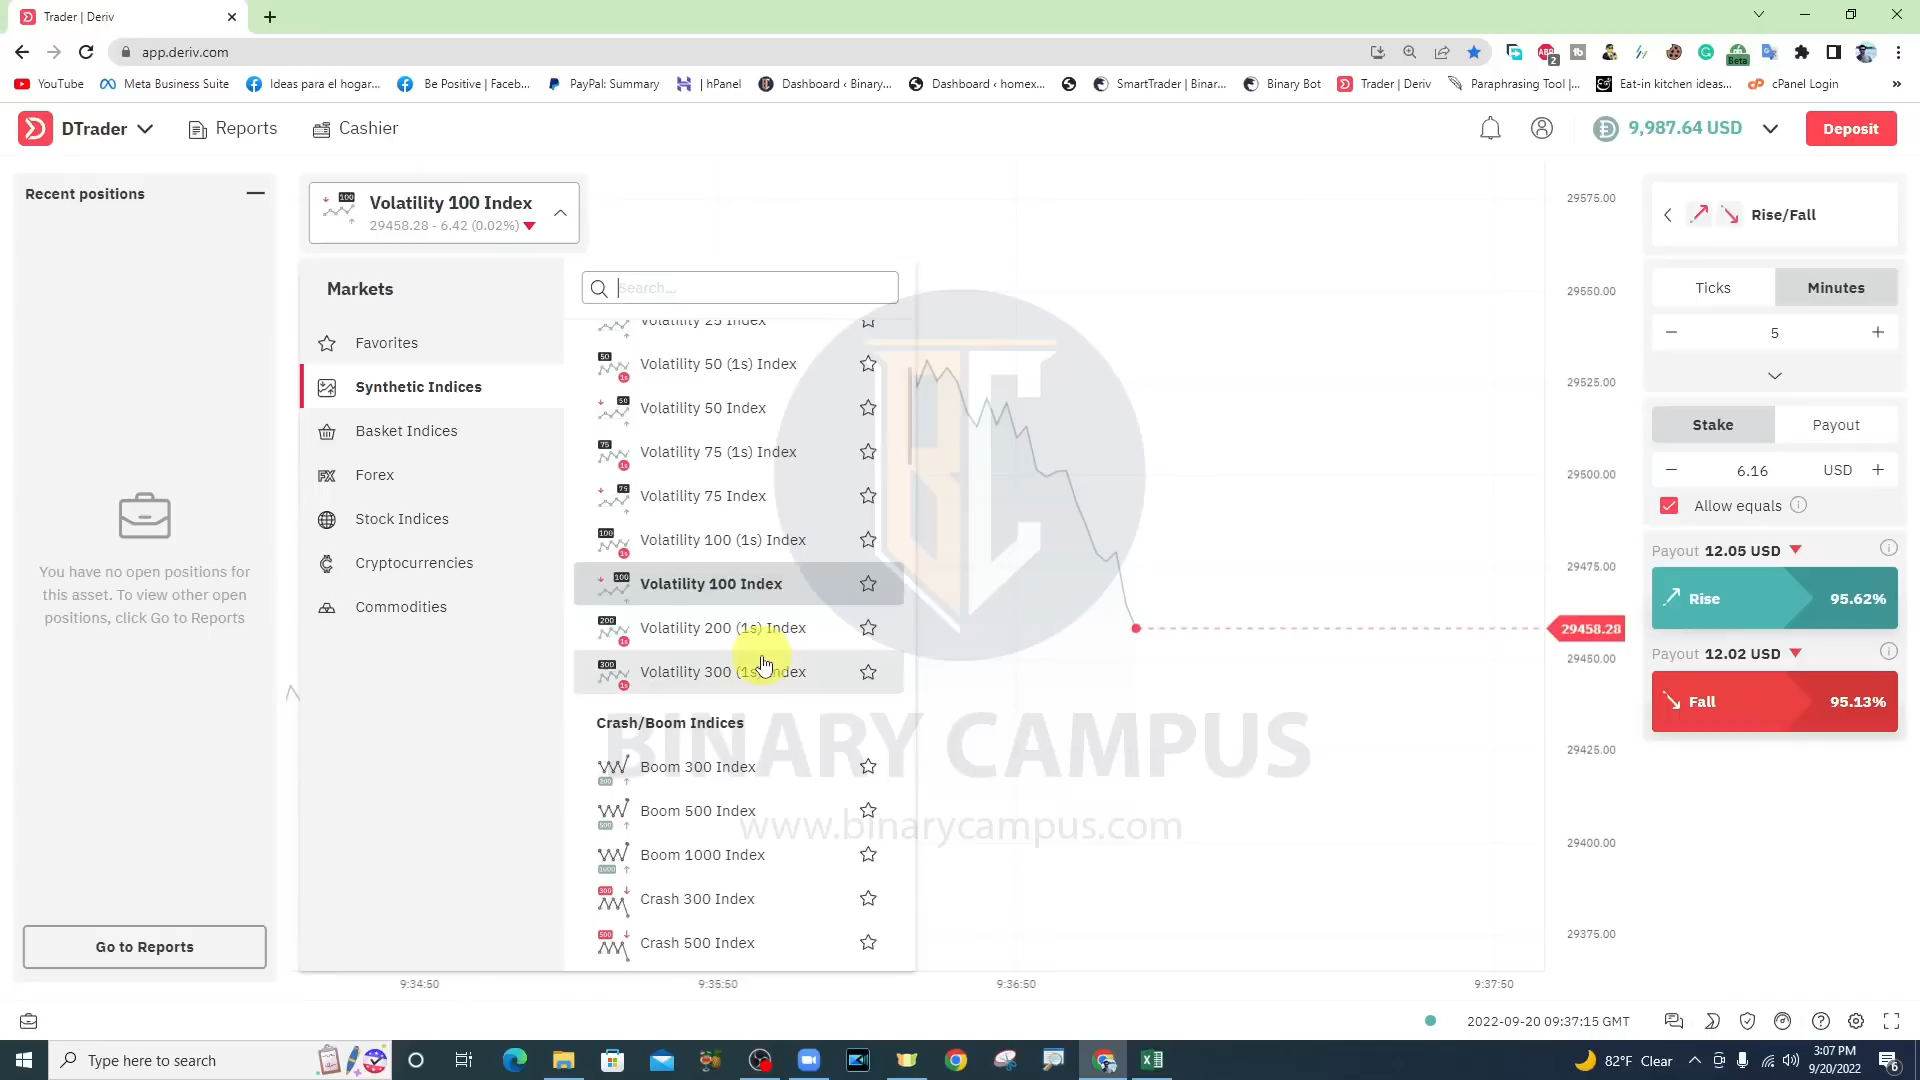 Trader | Deriv
app.deriv.com
YouTube
Meta Business Suite
Ideas para el hogar...
Be Positive | Faceb...
PayPal: Summary
| hPanel
Dashboard ‹ Binary...
Dashboard ‹ homex...
SmartTrader | Binar...
Binary Bot
Trader | Deriv
Paraphrasing Tool |...
Eat-in kitchen ideas...
cPanel Login
»
DTrader
Reports
Cashier
9,987.64 USD
Deposit
Recent positions
You have no open positions for
this asset. To view other open
positions, click Go to Reports
Go to Reports
Volatility 100 Index
29458.28 - 6.42 (0.02%)
Markets
Favorites
Synthetic Indices
Basket Indices
Forex
Stock Indices
Cryptocurrencies
Commodities
Search...
Volatility 25 Index
Volatility 50 (1s) Index
Volatility 50 Index
Volatility 75 (1s) Index
Volatility 75 Index
Volatility 100 (1s) Index
Volatility 100 Index
Volatility 200 (1s) Index
Volatility 300 (1s) Index
Crash/Boom Indices
Boom 300 Index
Boom 500 Index
Boom 1000 Index
Crash 300 Index
Crash 500 Index
BINARY CAMPUS
www.binarycampus.com
29575.00
29550.00
29525.00
29500.00
29475.00
29458.28
29450.00
29425.00
29400.00
29375.00
9:34:50
9:35:50
9:36:50
9:37:50
Rise/Fall
Ticks
Minutes
5
Stake
Payout
6.16
USD
Allow equals
Payout 12.05 USD
Rise
95.62%
Payout 12.02 USD
Fall
95.13%
2022-09-20 09:37:15 GMT
Type here to search
82°F Clear
3:07 PM
9/20/2022
6